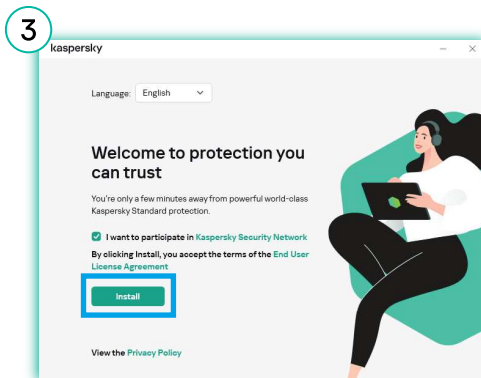 3
kaspersky
Language: English
Welcome to protection you
can trust
You're only a few minutes away from powerful world-class
Kaspersky Standard protection.
I want to participate in Kaspersky Security Network
By clicking Install, you accept the terms of the End User
License Agreement
Install
View the Privacy Policy